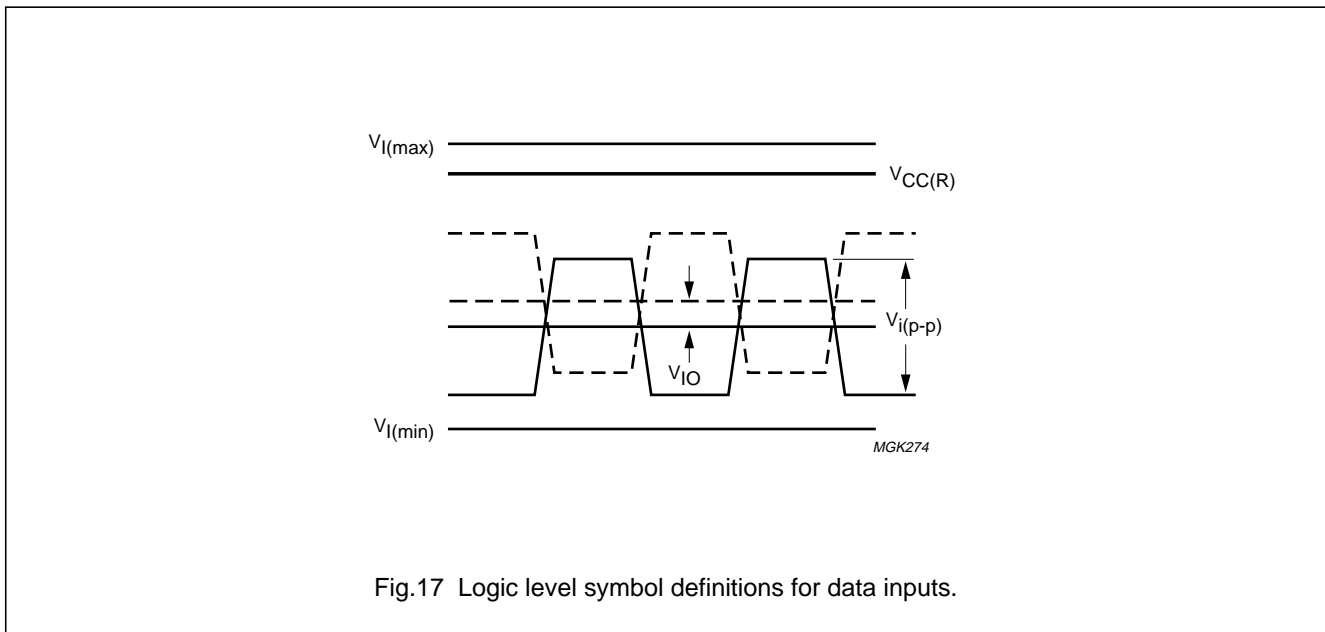 VI(max)
VCC(R)
Vi(p-p)
VIO
VI(min)
MGK274
Fig.17 Logic level symbol definitions for data inputs.